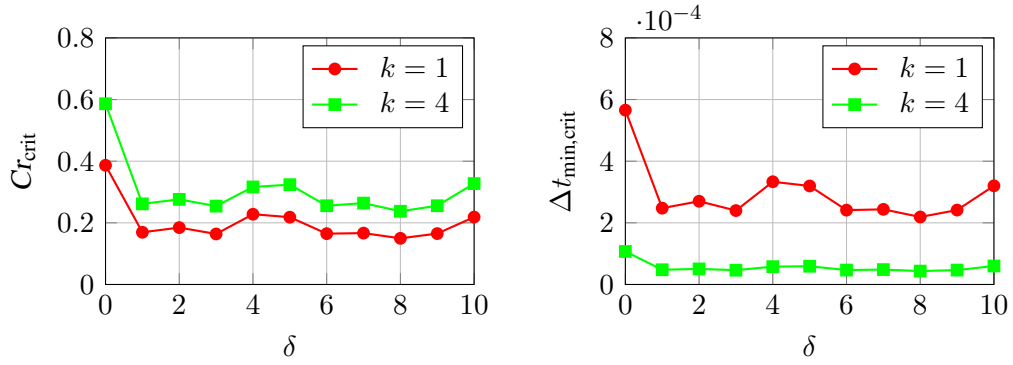 0 2 4 6 8 10
0
0.2
0.4
0.6
0.8
δ
Cr_crit
k = 1
k = 4
0 2 4 6 8 10
0
2
4
6
8
·10⁻⁴
δ
Δt_min,crit
k = 1
k = 4